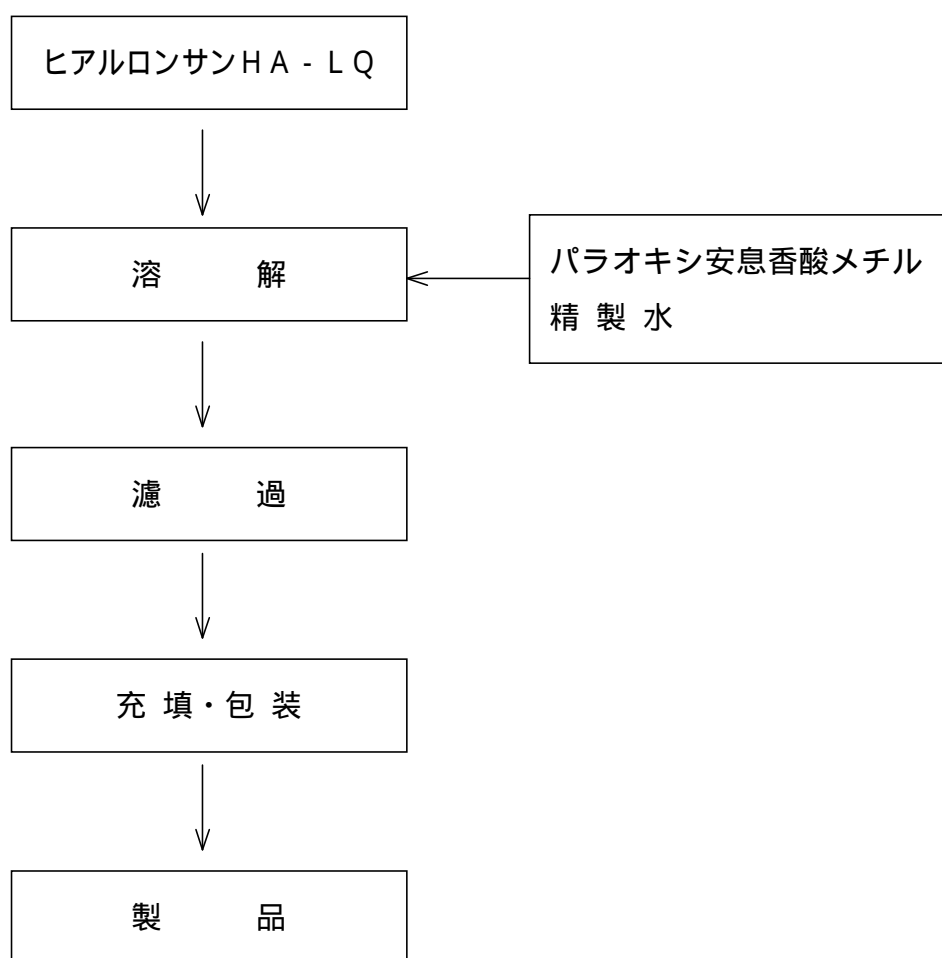 ヒアルロンサンＨＡ - ＬＱ
溶 解
パラオキシ安息香酸メチル
精 製 水
濾 過
充 填・包 装
製 品